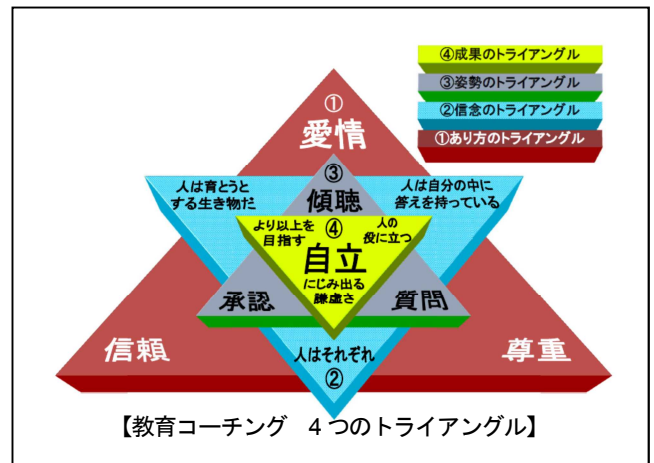 ④成果のトライアングル
③姿勢のトライアングル
②信念のトライアングル
①あり方のトライアングル
①
愛情
人は育とうと
する生き物だ
③
傾聴
人は自分の中に
答えを持っている
より以上を
目指す
④
人の
役に立つ
自立
にじみ出る
謙虚さ
承認
質問
信頼
尊重
人はそれぞれ
②
【教育コーチング 4つのトライアングル】